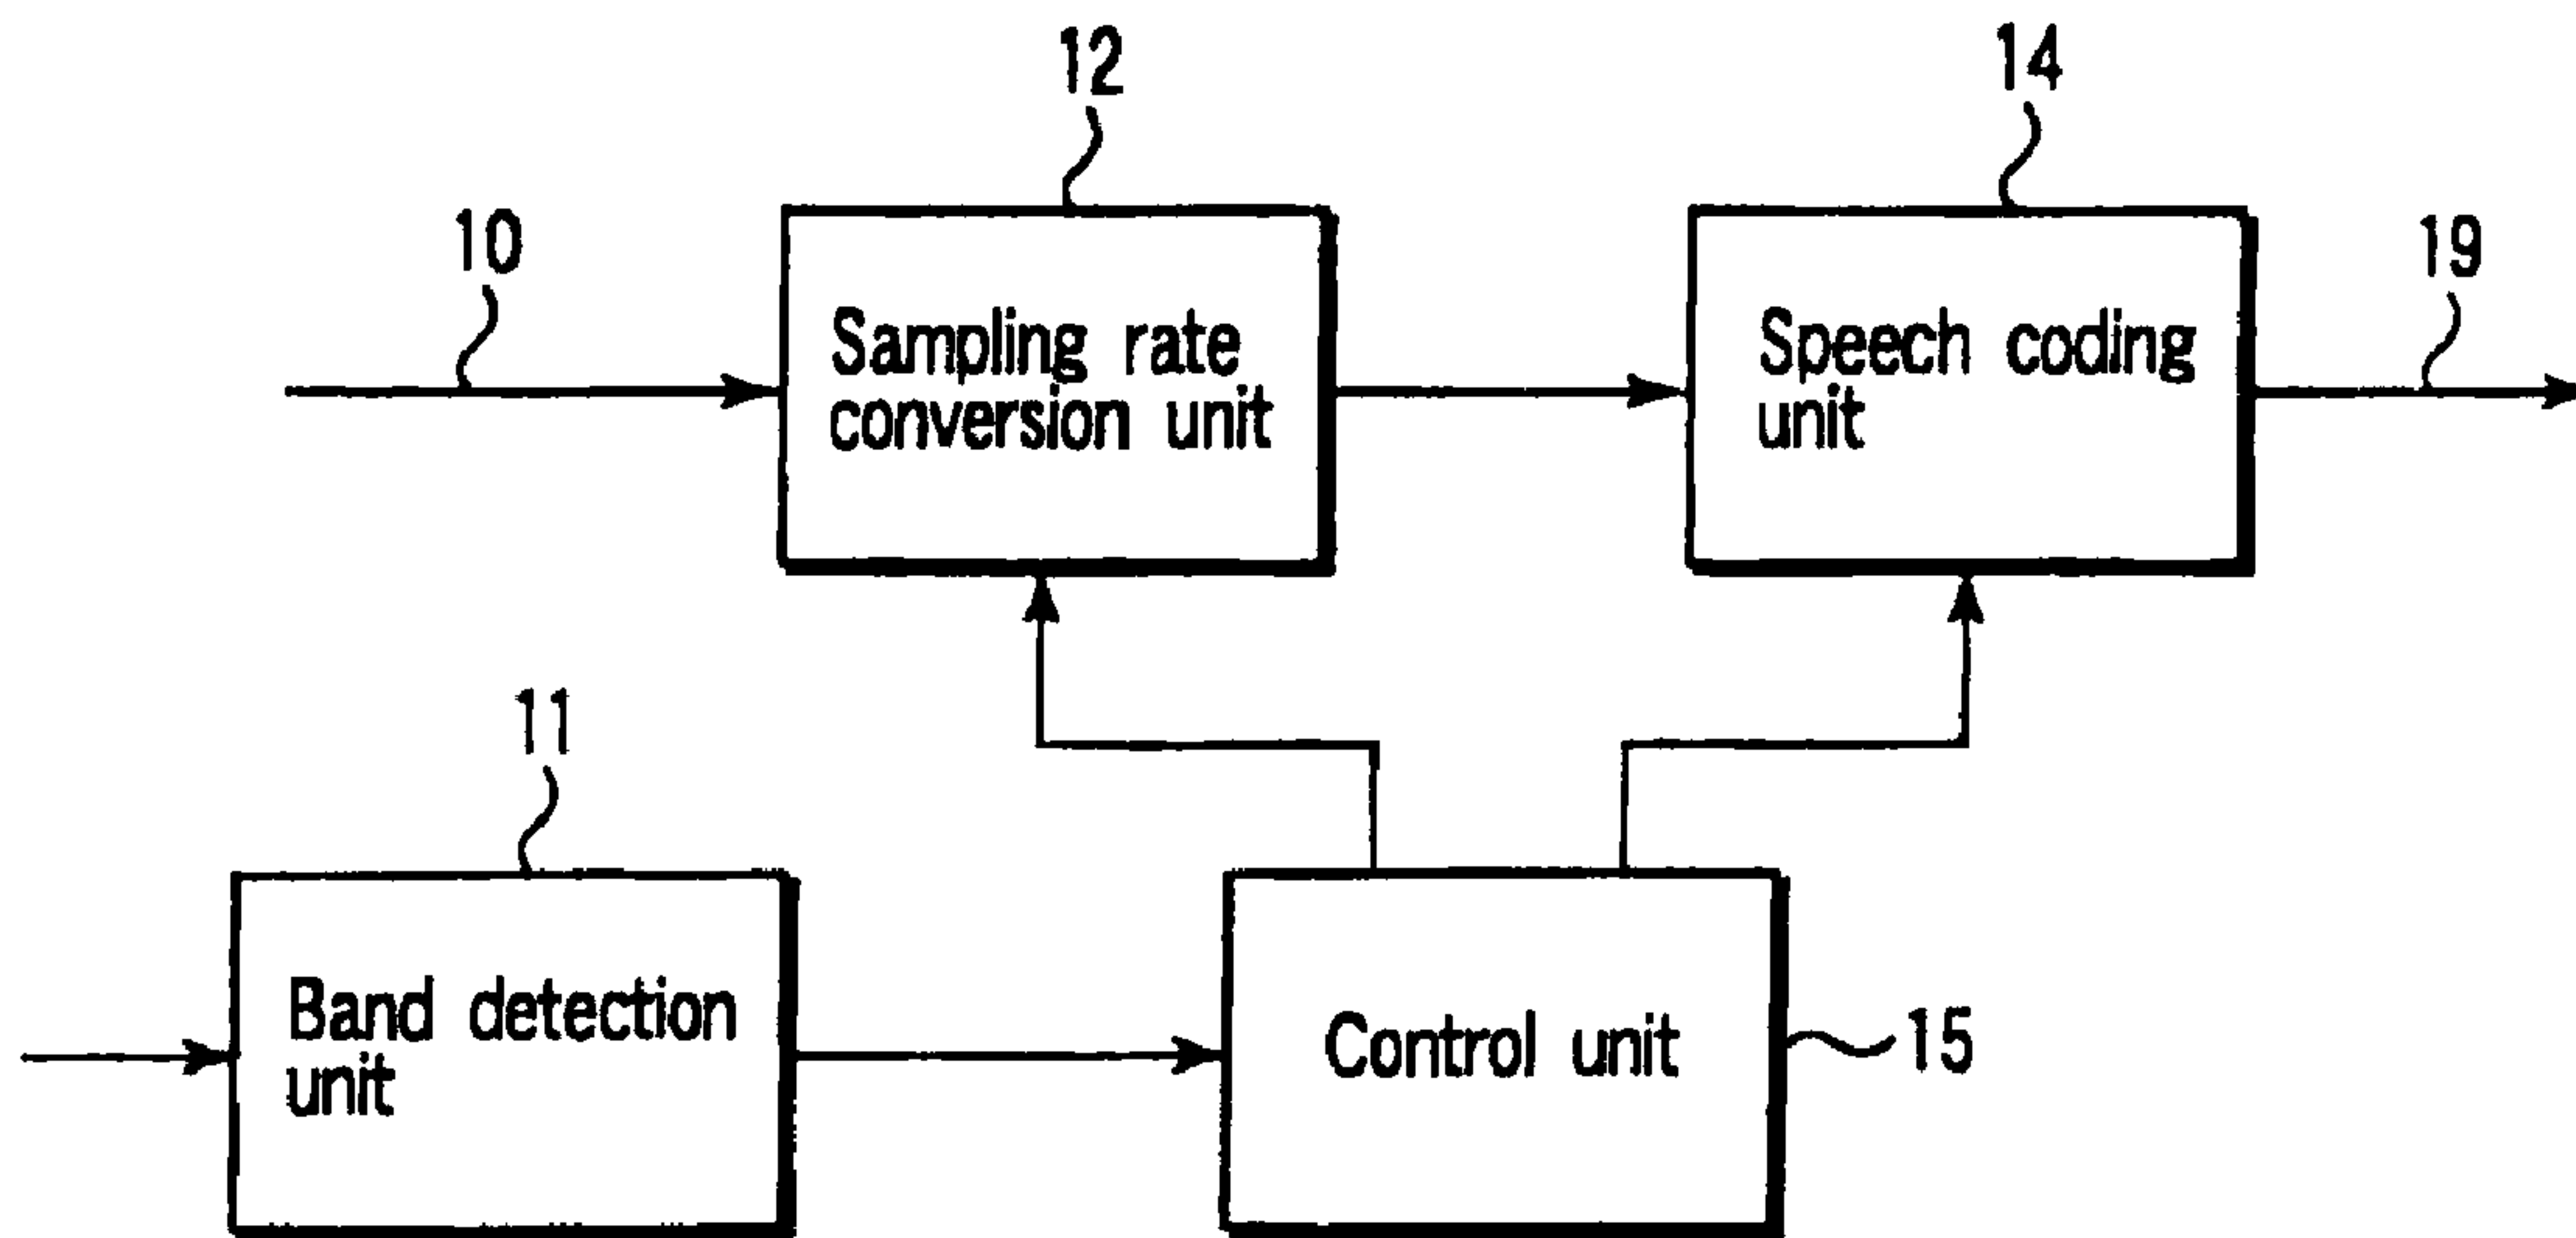 12
14
10
19
Sampling rate
conversion unit
Speech coding
unit
11
Band detection
unit
Control unit
15